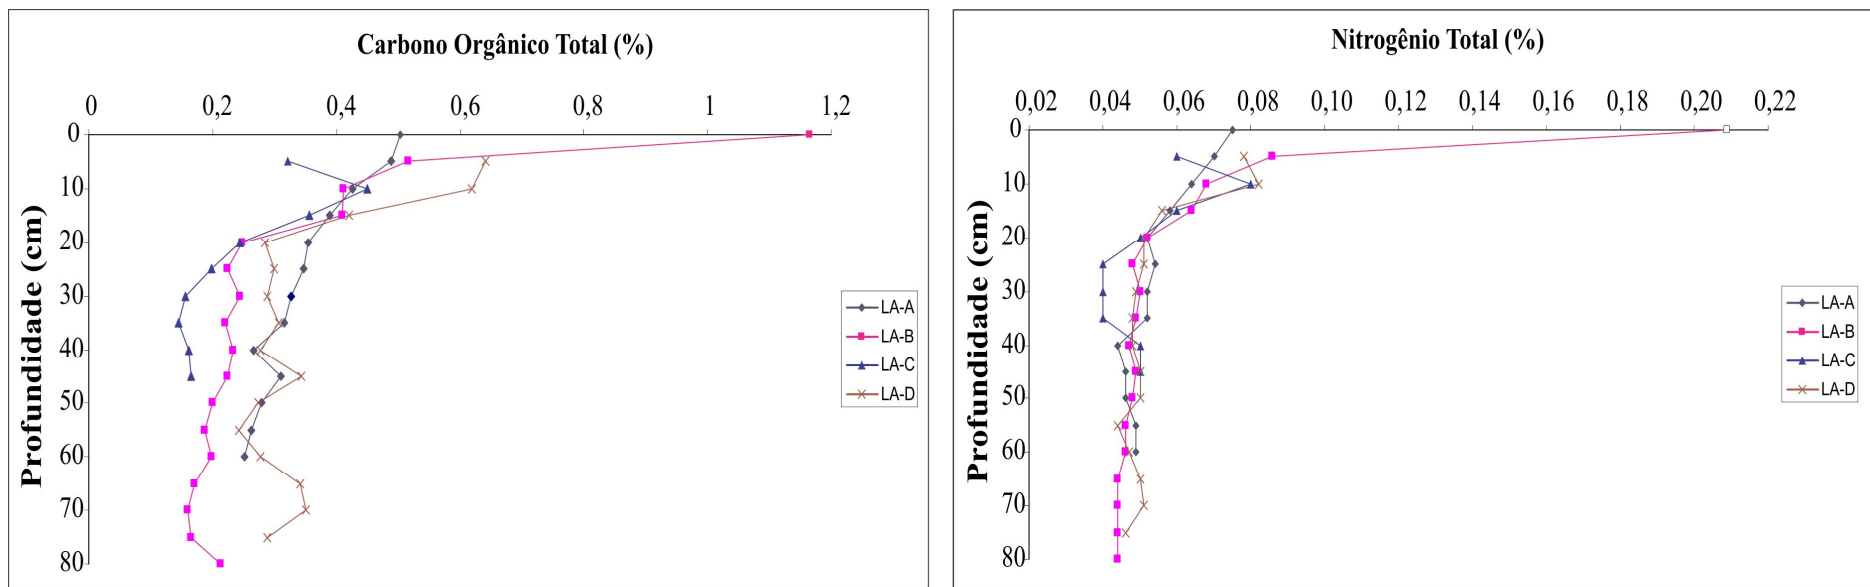 Carbono Orgânico Total (%)
0 0,2 0,4 0,6 0,8 1 1,2
0
10
20
30
40
50
60
70
80
Profundidade (cm)
LA-A
LA-B
LA-C
LA-D
Nitrogênio Total (%)
0,02 0,04 0,06 0,08 0,10 0,12 0,14 0,16 0,18 0,20 0,22
0
10
20
30
40
50
60
70
80
Profundidade (cm)
LA-A
LA-B
LA-C
LA-D